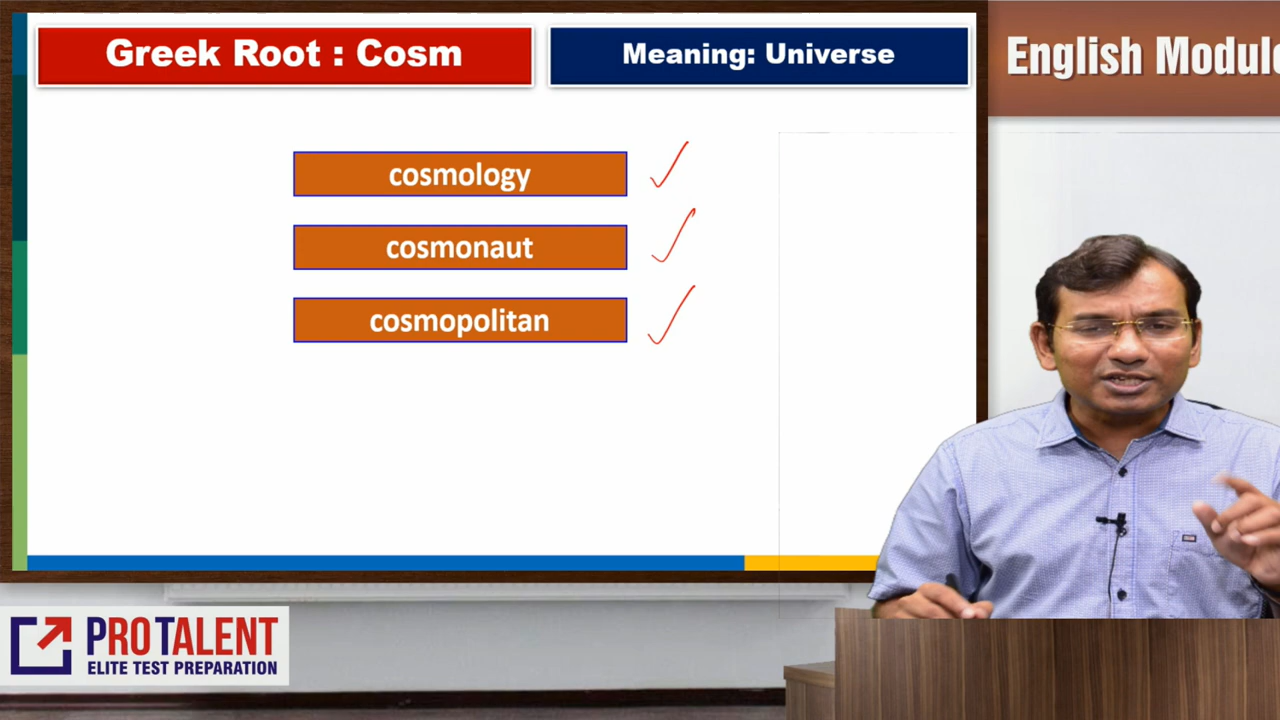 Greek Root : Cosm
Meaning: Universe
English Module
cosmology
cosmonaut
cosmopolitan
PROTALENT
ELITE TEST PREPARATION